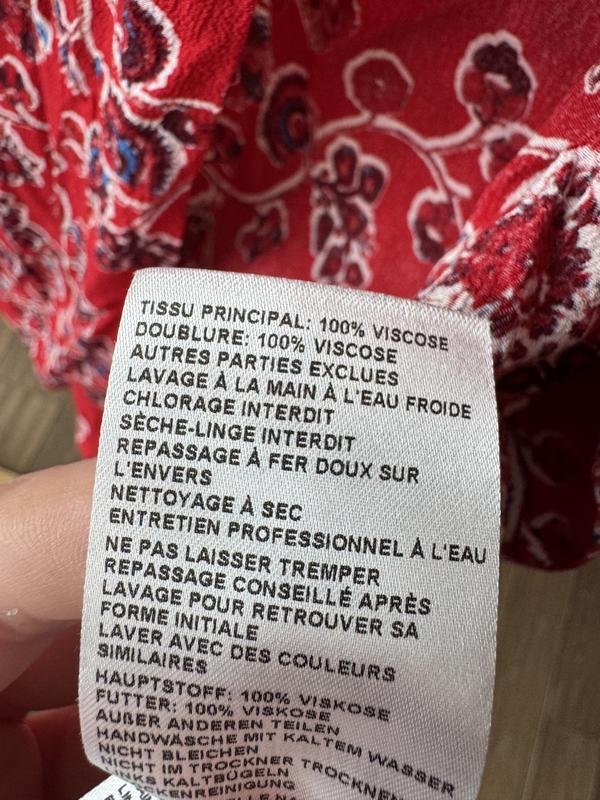 TISSU PRINCIPAL: 100% VISCOSE
DOUBLURE: 100% VISCOSE
AUTRES PARTIES EXCLUES
LAVAGE À LA MAIN À L'EAU FROIDE
CHLORAGE INTERDIT
SÈCHE-LINGE INTERDIT
REPASSAGE À FER DOUX SUR
L'ENVERS
NETTOYAGE À SEC
ENTRETIEN PROFESSIONNEL À L'EAU
NE PAS LAISSER TREMPER
REPASSAGE CONSEILLÉ APRÈS
LAVAGE POUR RETROUVER SA
FORME INITIALE
LAVER AVEC DES COULEURS
SIMILAIRES
HAUPTSTOFF: 100% VISKOSE
FUTTER: 100% VISKOSE
AUßER ANDEREN TEILEN
HANDWÄSCHE MIT KALTEM WASSER
NICHT BLEICHEN
NICHT IM TROCKNER TROCKNEN
LINKS KALTBÜGELN